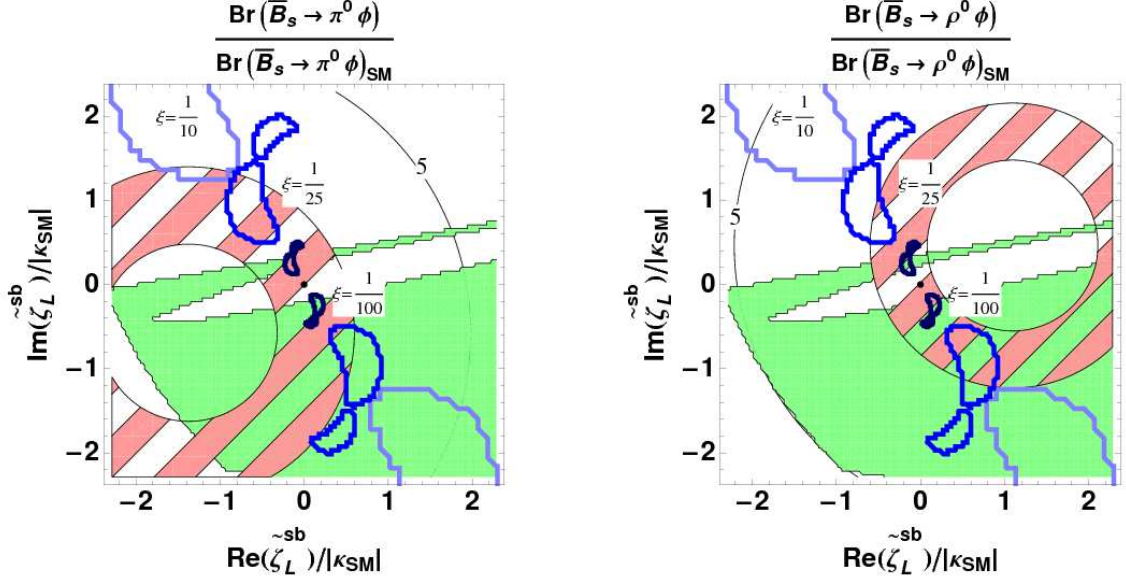 Br (B̄s → π⁰ ϕ)
Br (B̄s → π⁰ ϕ)SM
2
1
0
−1
−2
ξ=1/10
ξ=1/25
ξ=1/100
5
−2 −1 0 1 2
Im(ζ̃L^sb)/|κSM|
Re(ζ̃L^sb)/|κSM|
Br (B̄s → ρ⁰ ϕ)
Br (B̄s → ρ⁰ ϕ)SM
2
1
0
−1
−2
ξ=1/10
ξ=1/25
ξ=1/100
5
−2 −1 0 1 2
Im(ζ̃L^sb)/|κSM|
Re(ζ̃L^sb)/|κSM|